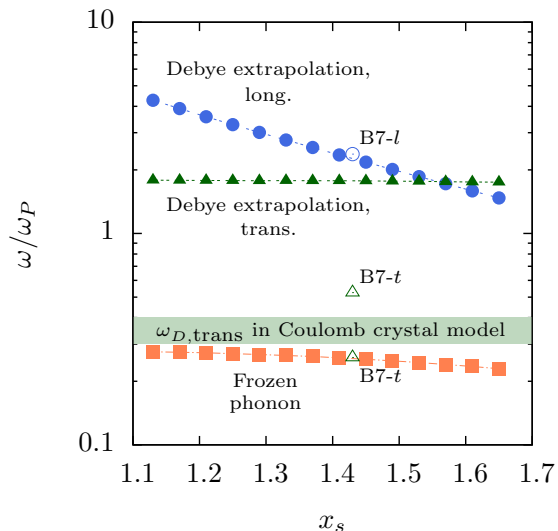 10
Debye extrapolation,
long.
B7-l
Debye extrapolation,
trans.
ω/ω_P
1
B7-t
ω_{D,trans} in Coulomb crystal model
B7-t
Frozen
phonon
0.1
1.1 1.2 1.3 1.4 1.5 1.6 1.7
x_s